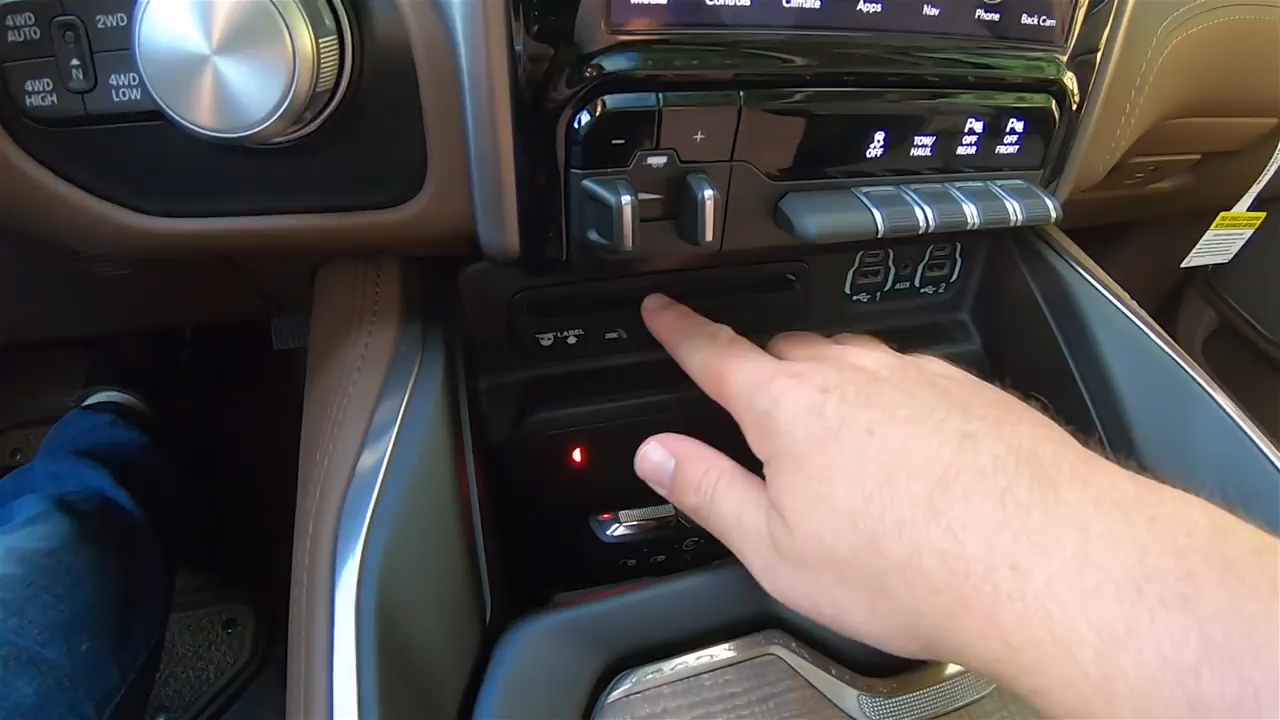 Media
Controls
Climate
Apps
Nav
Phone
Back Cam
4WD
AUTO
2WD
N
4WD
HIGH
4WD
LOW
-
+
OFF
TOW/
HAUL
P
OFF
REAR
P
OFF
FRONT
1
AUX
2
LABEL